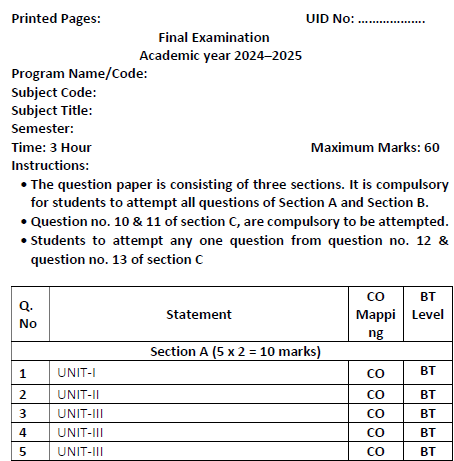 Printed Pages: UID No: ....................
Final Examination
Academic year 2024–2025
Program Name/Code:
Subject Code:
Subject Title:
Semester:
Time: 3 Hour Maximum Marks: 60
Instructions:
• The question paper is consisting of three sections. It is compulsory
for students to attempt all questions of Section A and Section B.
• Question no. 10 & 11 of section C, are compulsory to be attempted.
• Students to attempt any one question from question no. 12 &
question no. 13 of section C
Q. No Statement CO Mappi ng BT Level
Section A (5 x 2 = 10 marks)
1 UNIT-I CO BT
2 UNIT-II CO BT
3 UNIT-III CO BT
4 UNIT-III CO BT
5 UNIT-III CO BT